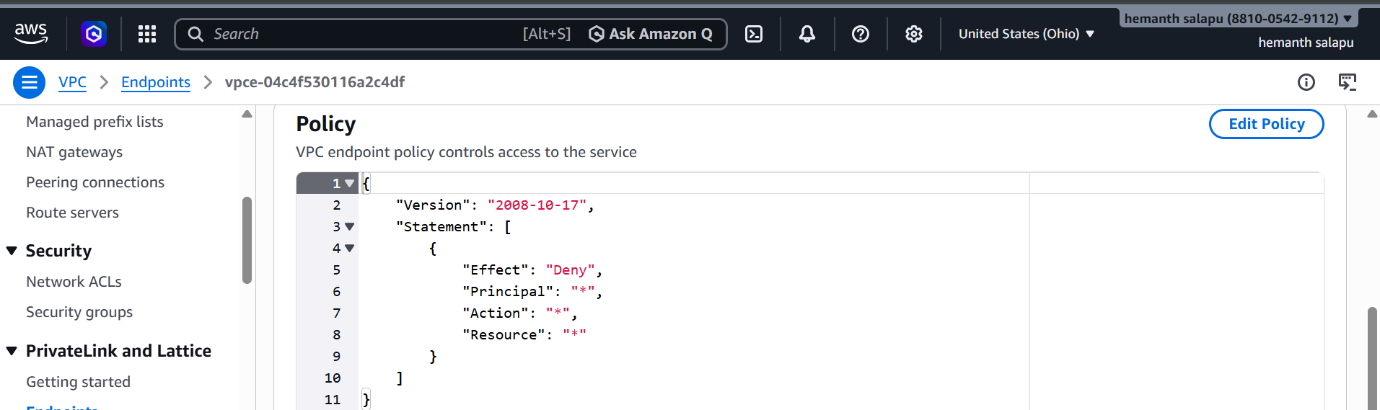 aws
Search [Alt+S] Ask Amazon Q United States (Ohio) hemanth salapu (8810-0542-9112)
hemanth salapu
VPC Endpoints vpce-04c4f530116a2c4df
Managed prefix lists
NAT gateways
Peering connections
Route servers
Security
Network ACLs
Security groups
PrivateLink and Lattice
Getting started
Endpoints
Policy
Edit Policy
VPC endpoint policy controls access to the service
1 {
2 "Version": "2008-10-17",
3 "Statement": [
4 {
5 "Effect": "Deny",
6 "Principal": "*",
7 "Action": "*",
8 "Resource": "*"
9 }
10 ]
11 }